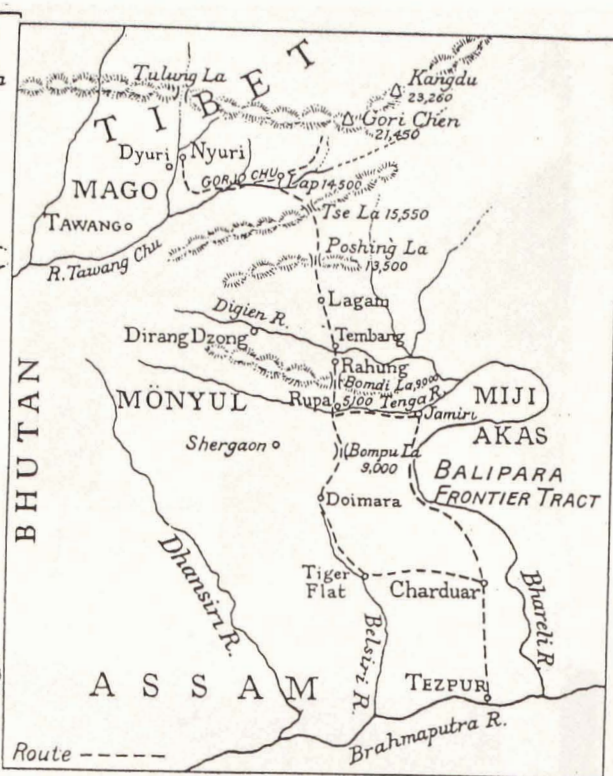 Tulung La
TIBET
Kangdu
23,260
Gori Chen
21,450
Dyuri
Nyuri
GORJO CHU
Lap 14,500
MAGO
TAWANG
Tse La 15,550
R. Tawang Chu
Poshing La
13,500
Lagam
Digien R.
Dirang Dzong
Tembang
Rahung
Bomdi La, 9,000
MÖNYUL
Rupa
5100
Tenga R.
Jamiri
MIJI
AKAS
Shergaon
Bompu La
9,000
BALIPARA
FRONTIER TRACT
BHUTAN
Doimara
Dhansiri R.
Tiger
Flat
Charduar
Belsiri R.
Bhareli R.
ASSAM
TEZPUR
Brahmaputra R.
Route